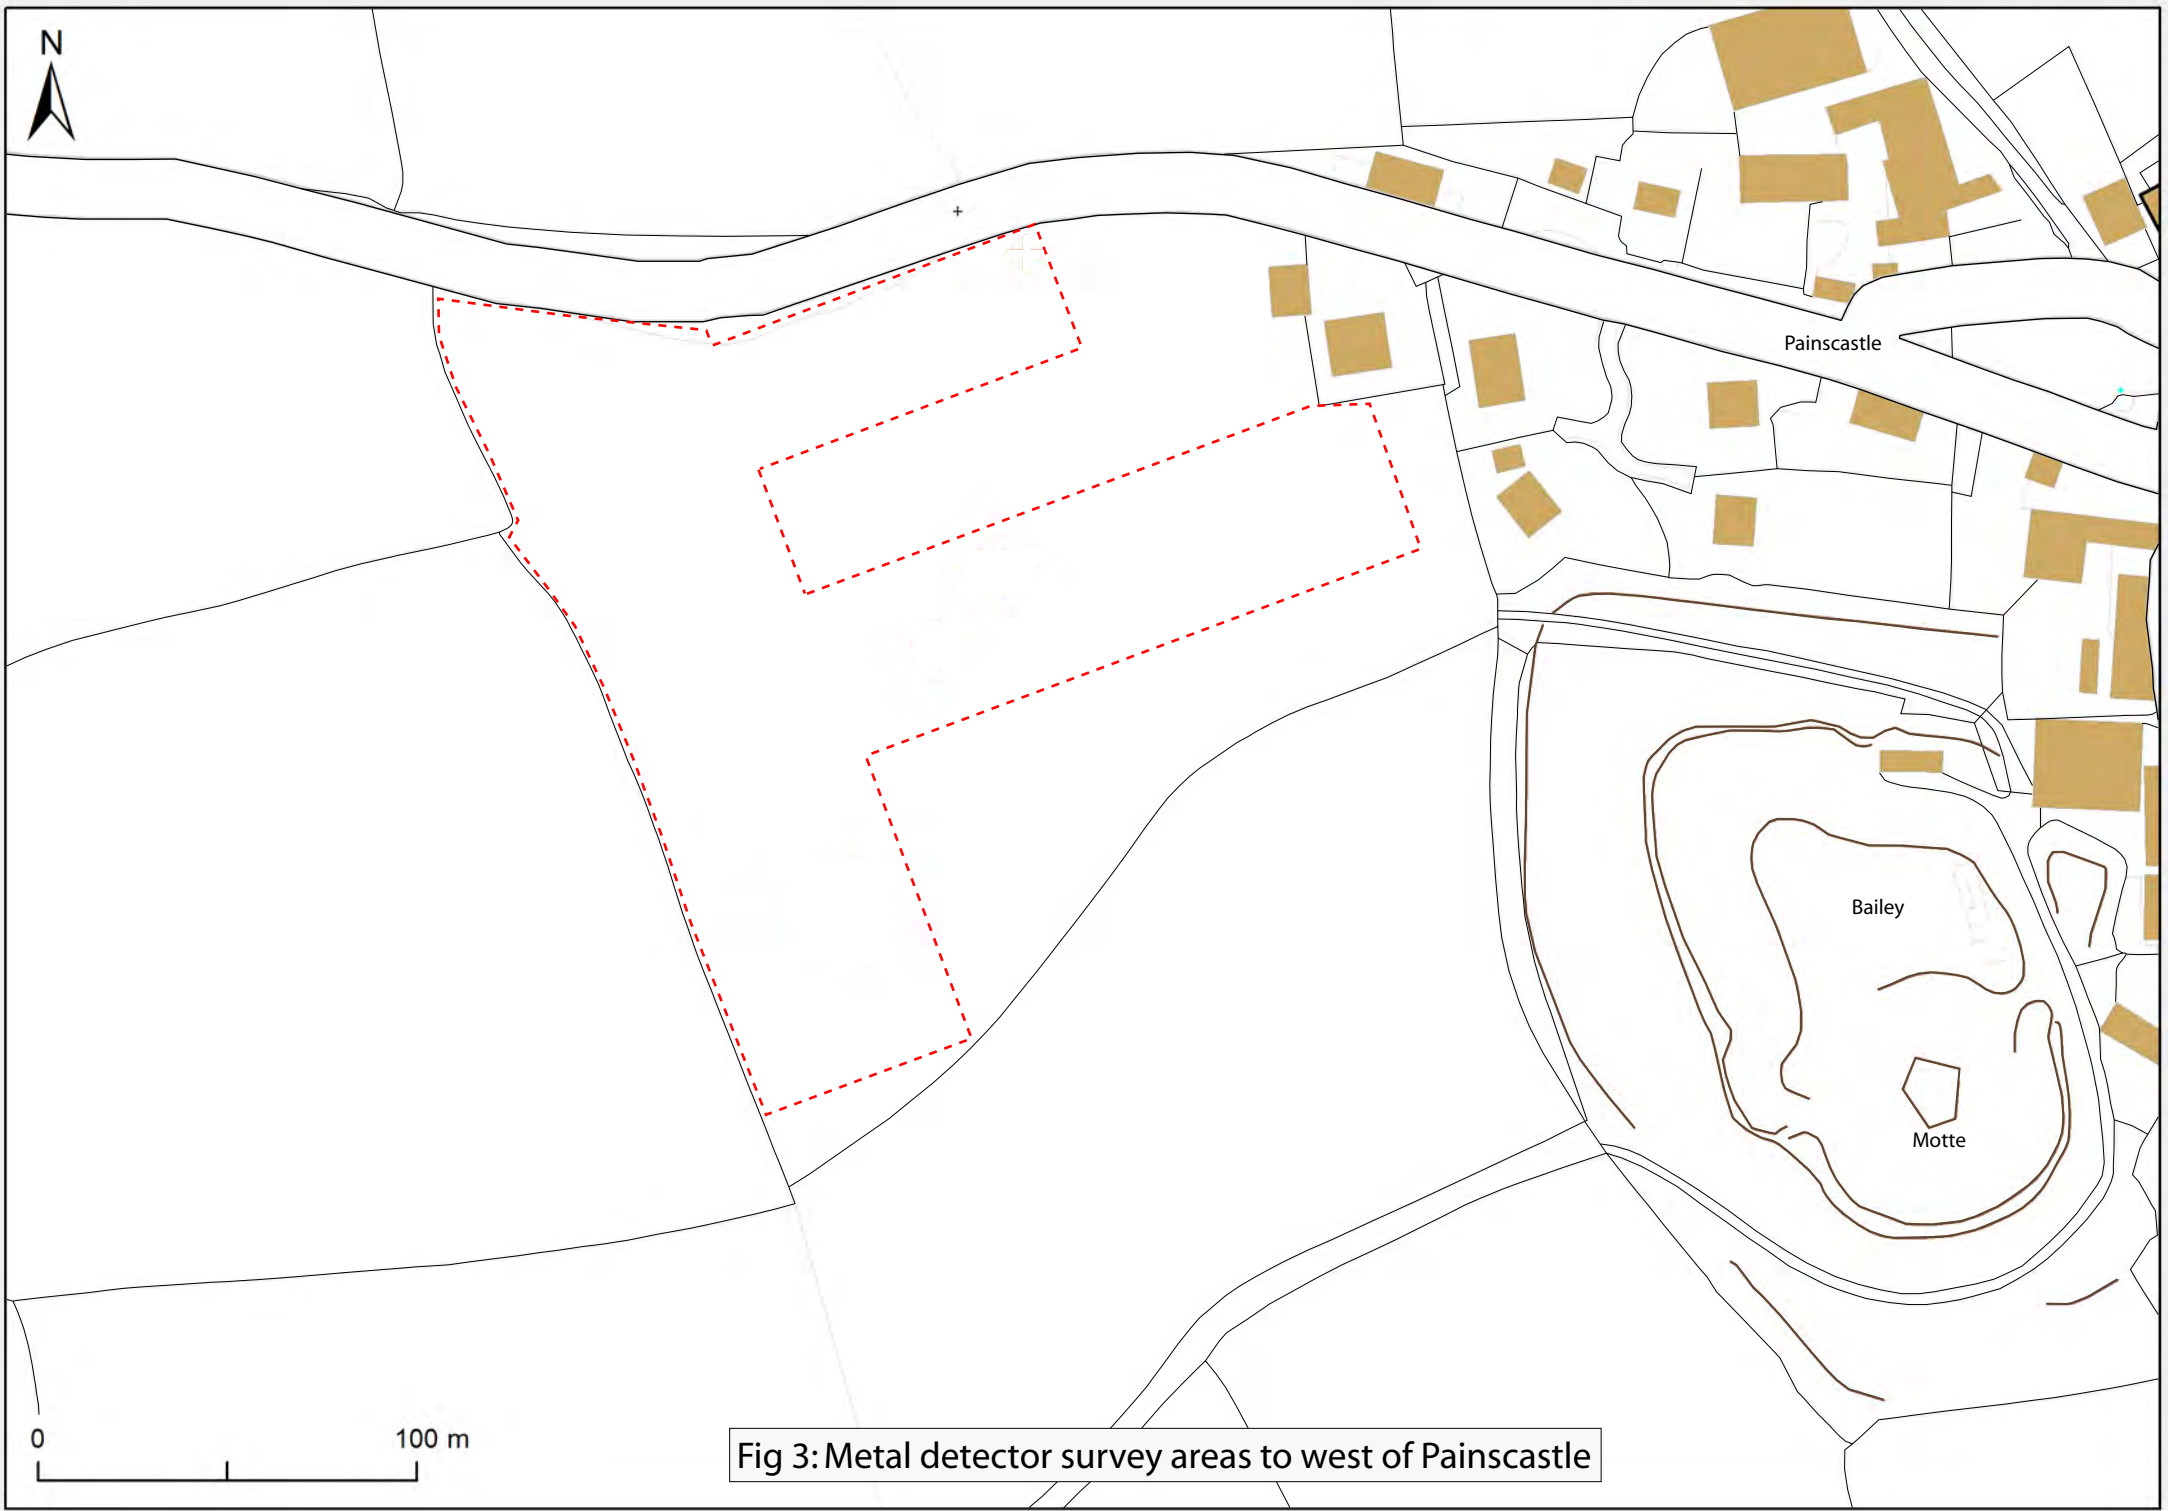 N
Painscastle
Bailey
Motte
0 100 m
Fig 3: Metal detector survey areas to west of Painscastle